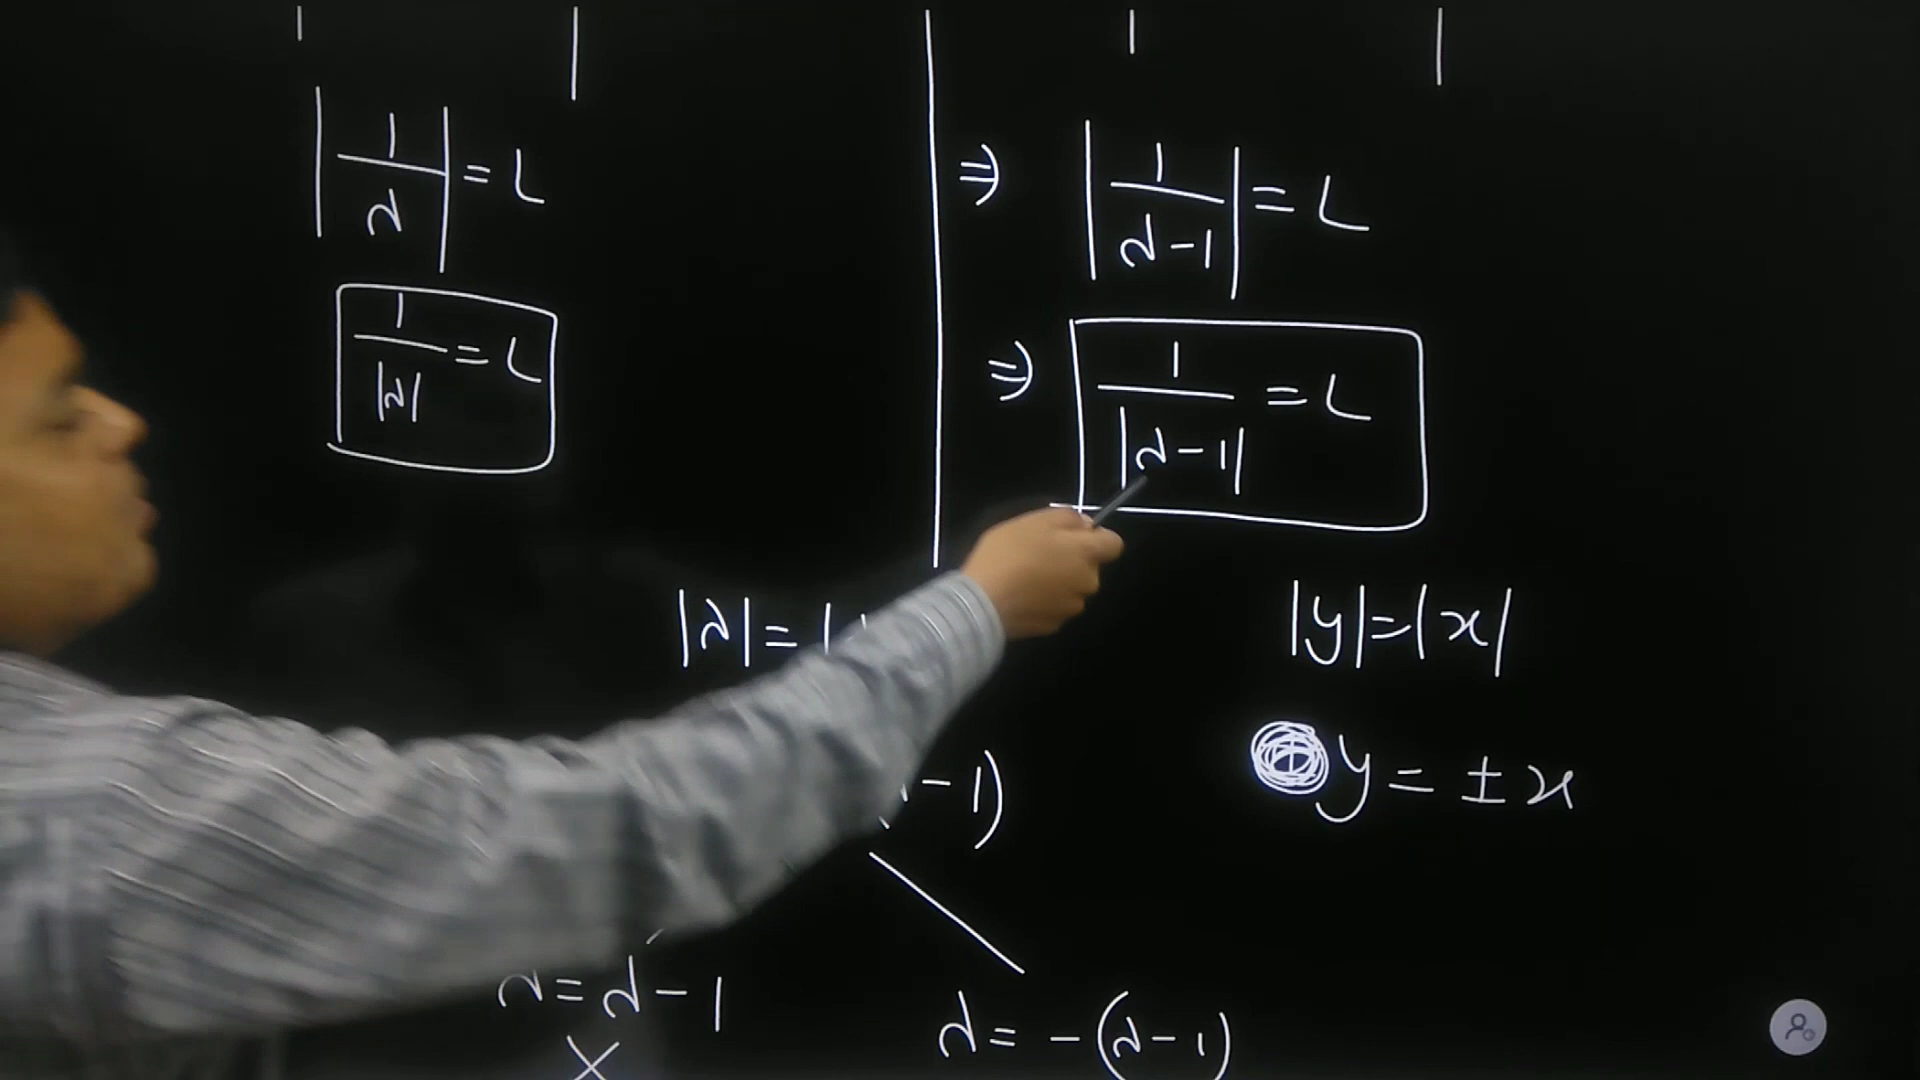 |1/λ| = L
1/|λ| = L
⇒ |1/(λ-1)| = L
⇒ 1/|λ-1| = L
|λ| = |
|y| = |x|
-1)
y = ± x
λ = λ - 1
×
λ = -(λ-1)